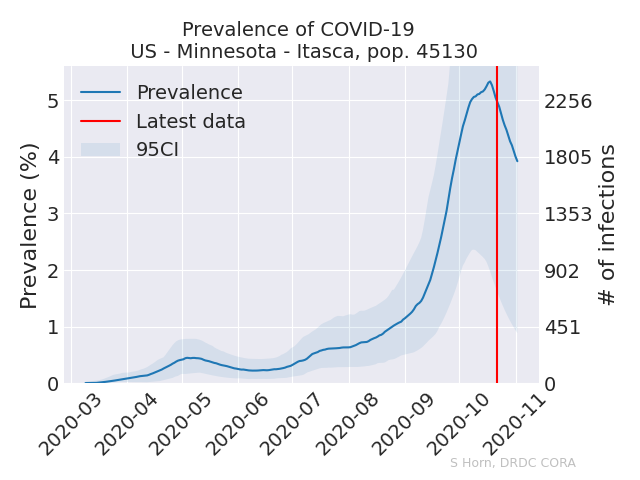 Prevalence of COVID-19
US - Minnesota - Itasca, pop. 45130
Prevalence
Latest data
95CI
Prevalence (%)
5
4
3
2
1
0
2256
1805
1353
902
451
0
# of infections
2020-03
2020-04
2020-05
2020-06
2020-07
2020-08
2020-09
2020-10
2020-11
S Horn, DRDC CORA